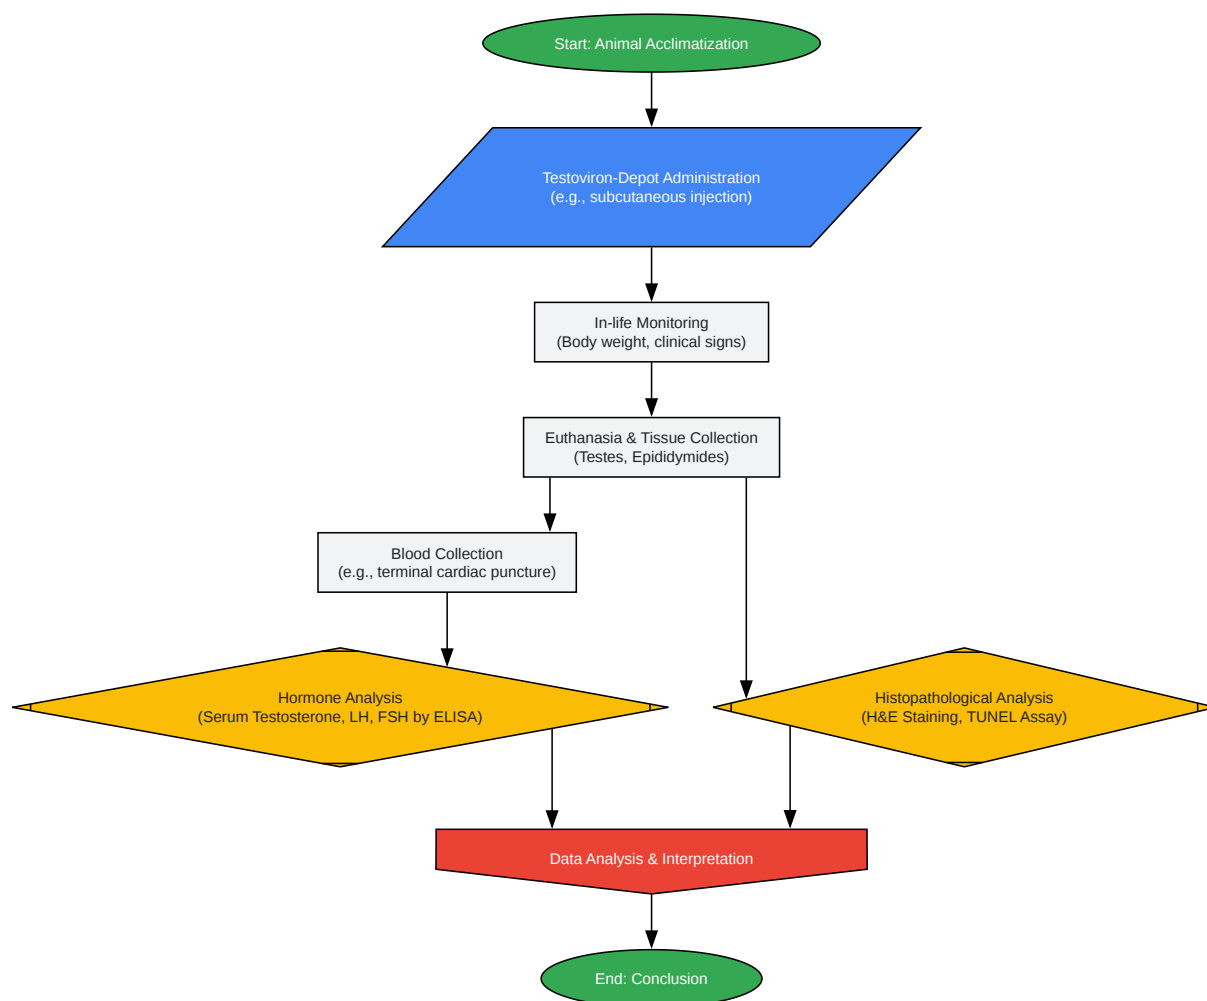 Start: Animal Acclimatization
Testoviron-Depot Administration
(e.g., subcutaneous injection)
In-life Monitoring
(Body weight, clinical signs)
Euthanasia & Tissue Collection
(Testes, Epididymides)
Blood Collection
(e.g., terminal cardiac puncture)
Hormone Analysis
(Serum Testosterone, LH, FSH by ELISA)
Histopathological Analysis
(H&E Staining, TUNEL Assay)
Data Analysis & Interpretation
End: Conclusion